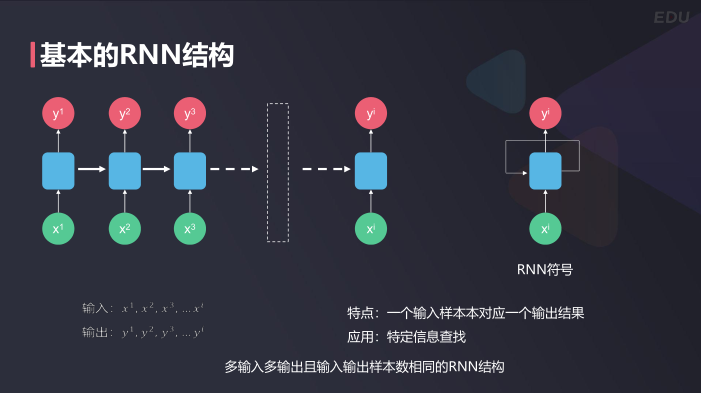 EDU
基本的RNN结构
y¹ y² y³ yⁱ yⁱ
x¹ x² x³ xⁱ xⁱ
RNN符号
输入：x¹, x², x³, ...xⁱ
输出：y¹, y², y³, ...yⁱ
特点：一个输入样本本对应一个输出结果
应用：特定信息查找
多输入多输出且输入输出样本数相同的RNN结构